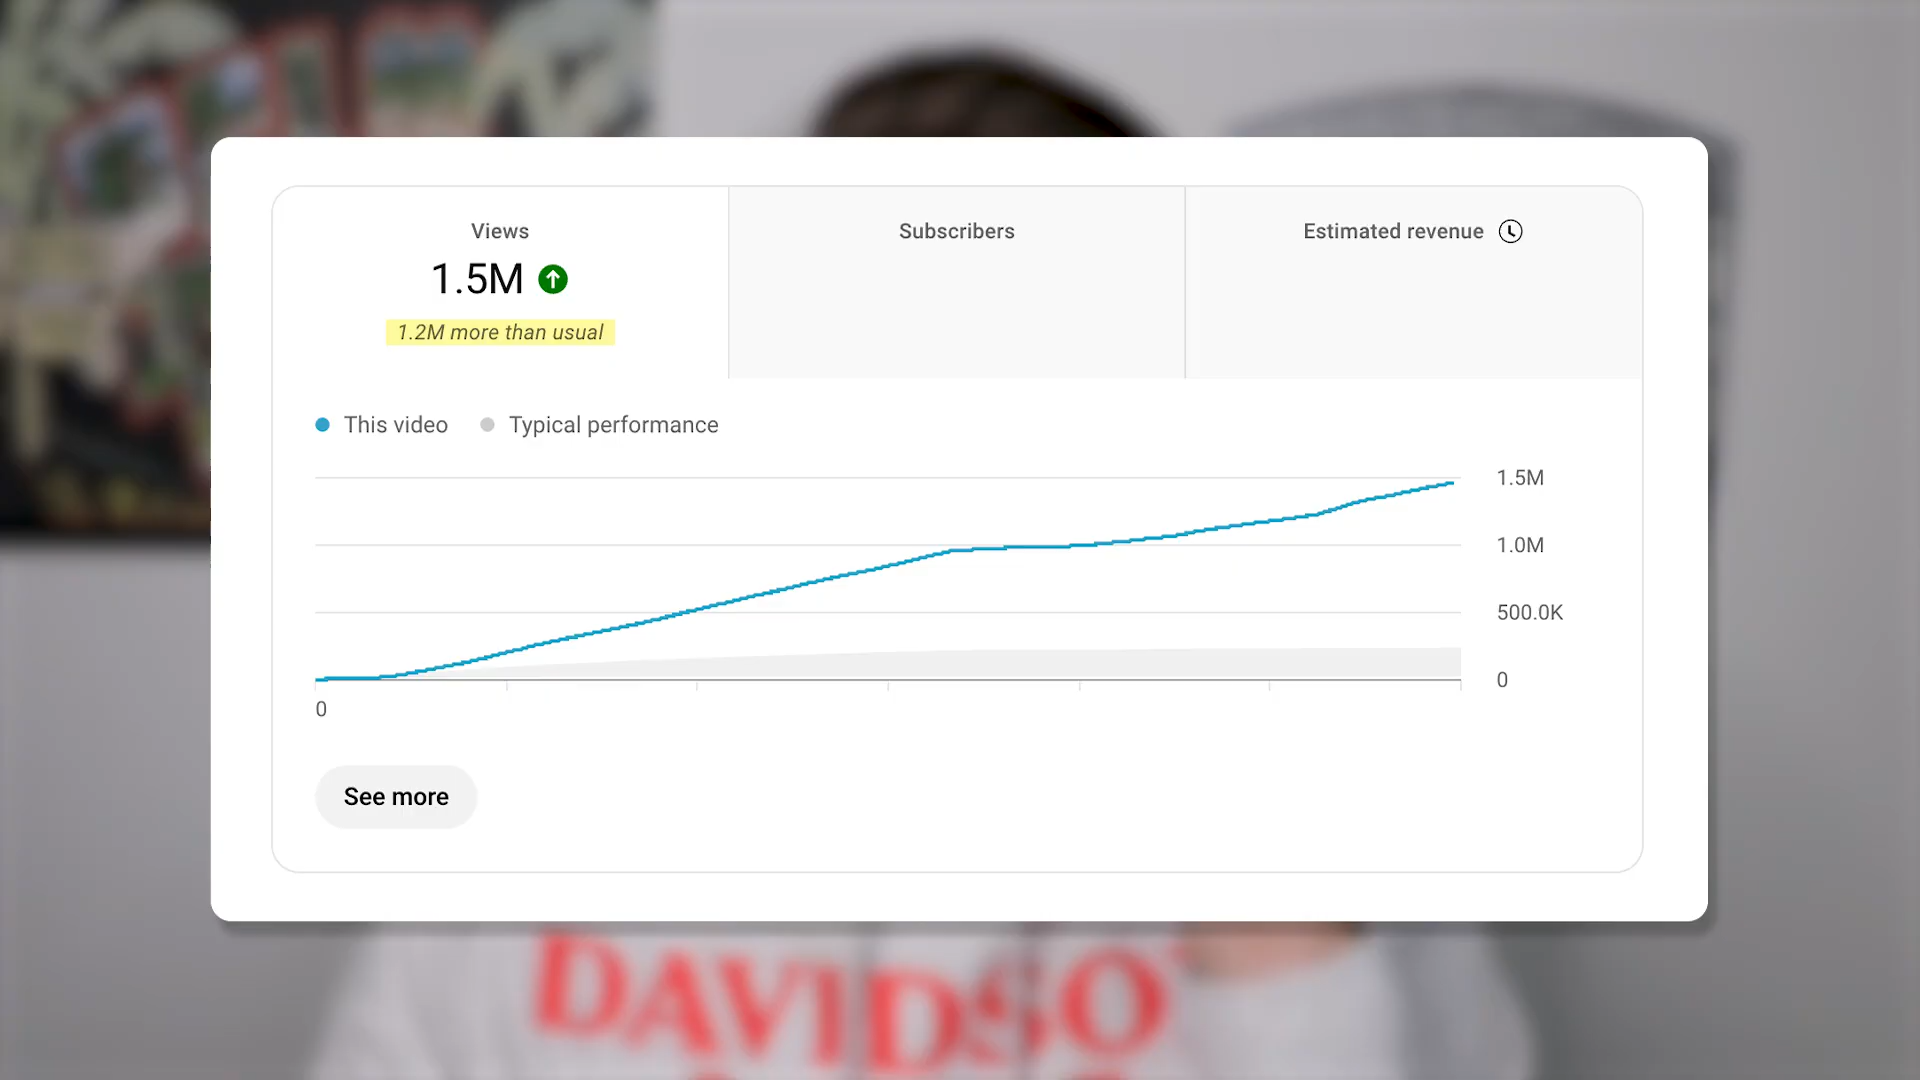 Views
1.5M
1.2M more than usual
Subscribers
Estimated revenue
This video
Typical performance
1.5M
1.0M
500.0K
0
0
See more
DAVIDSO